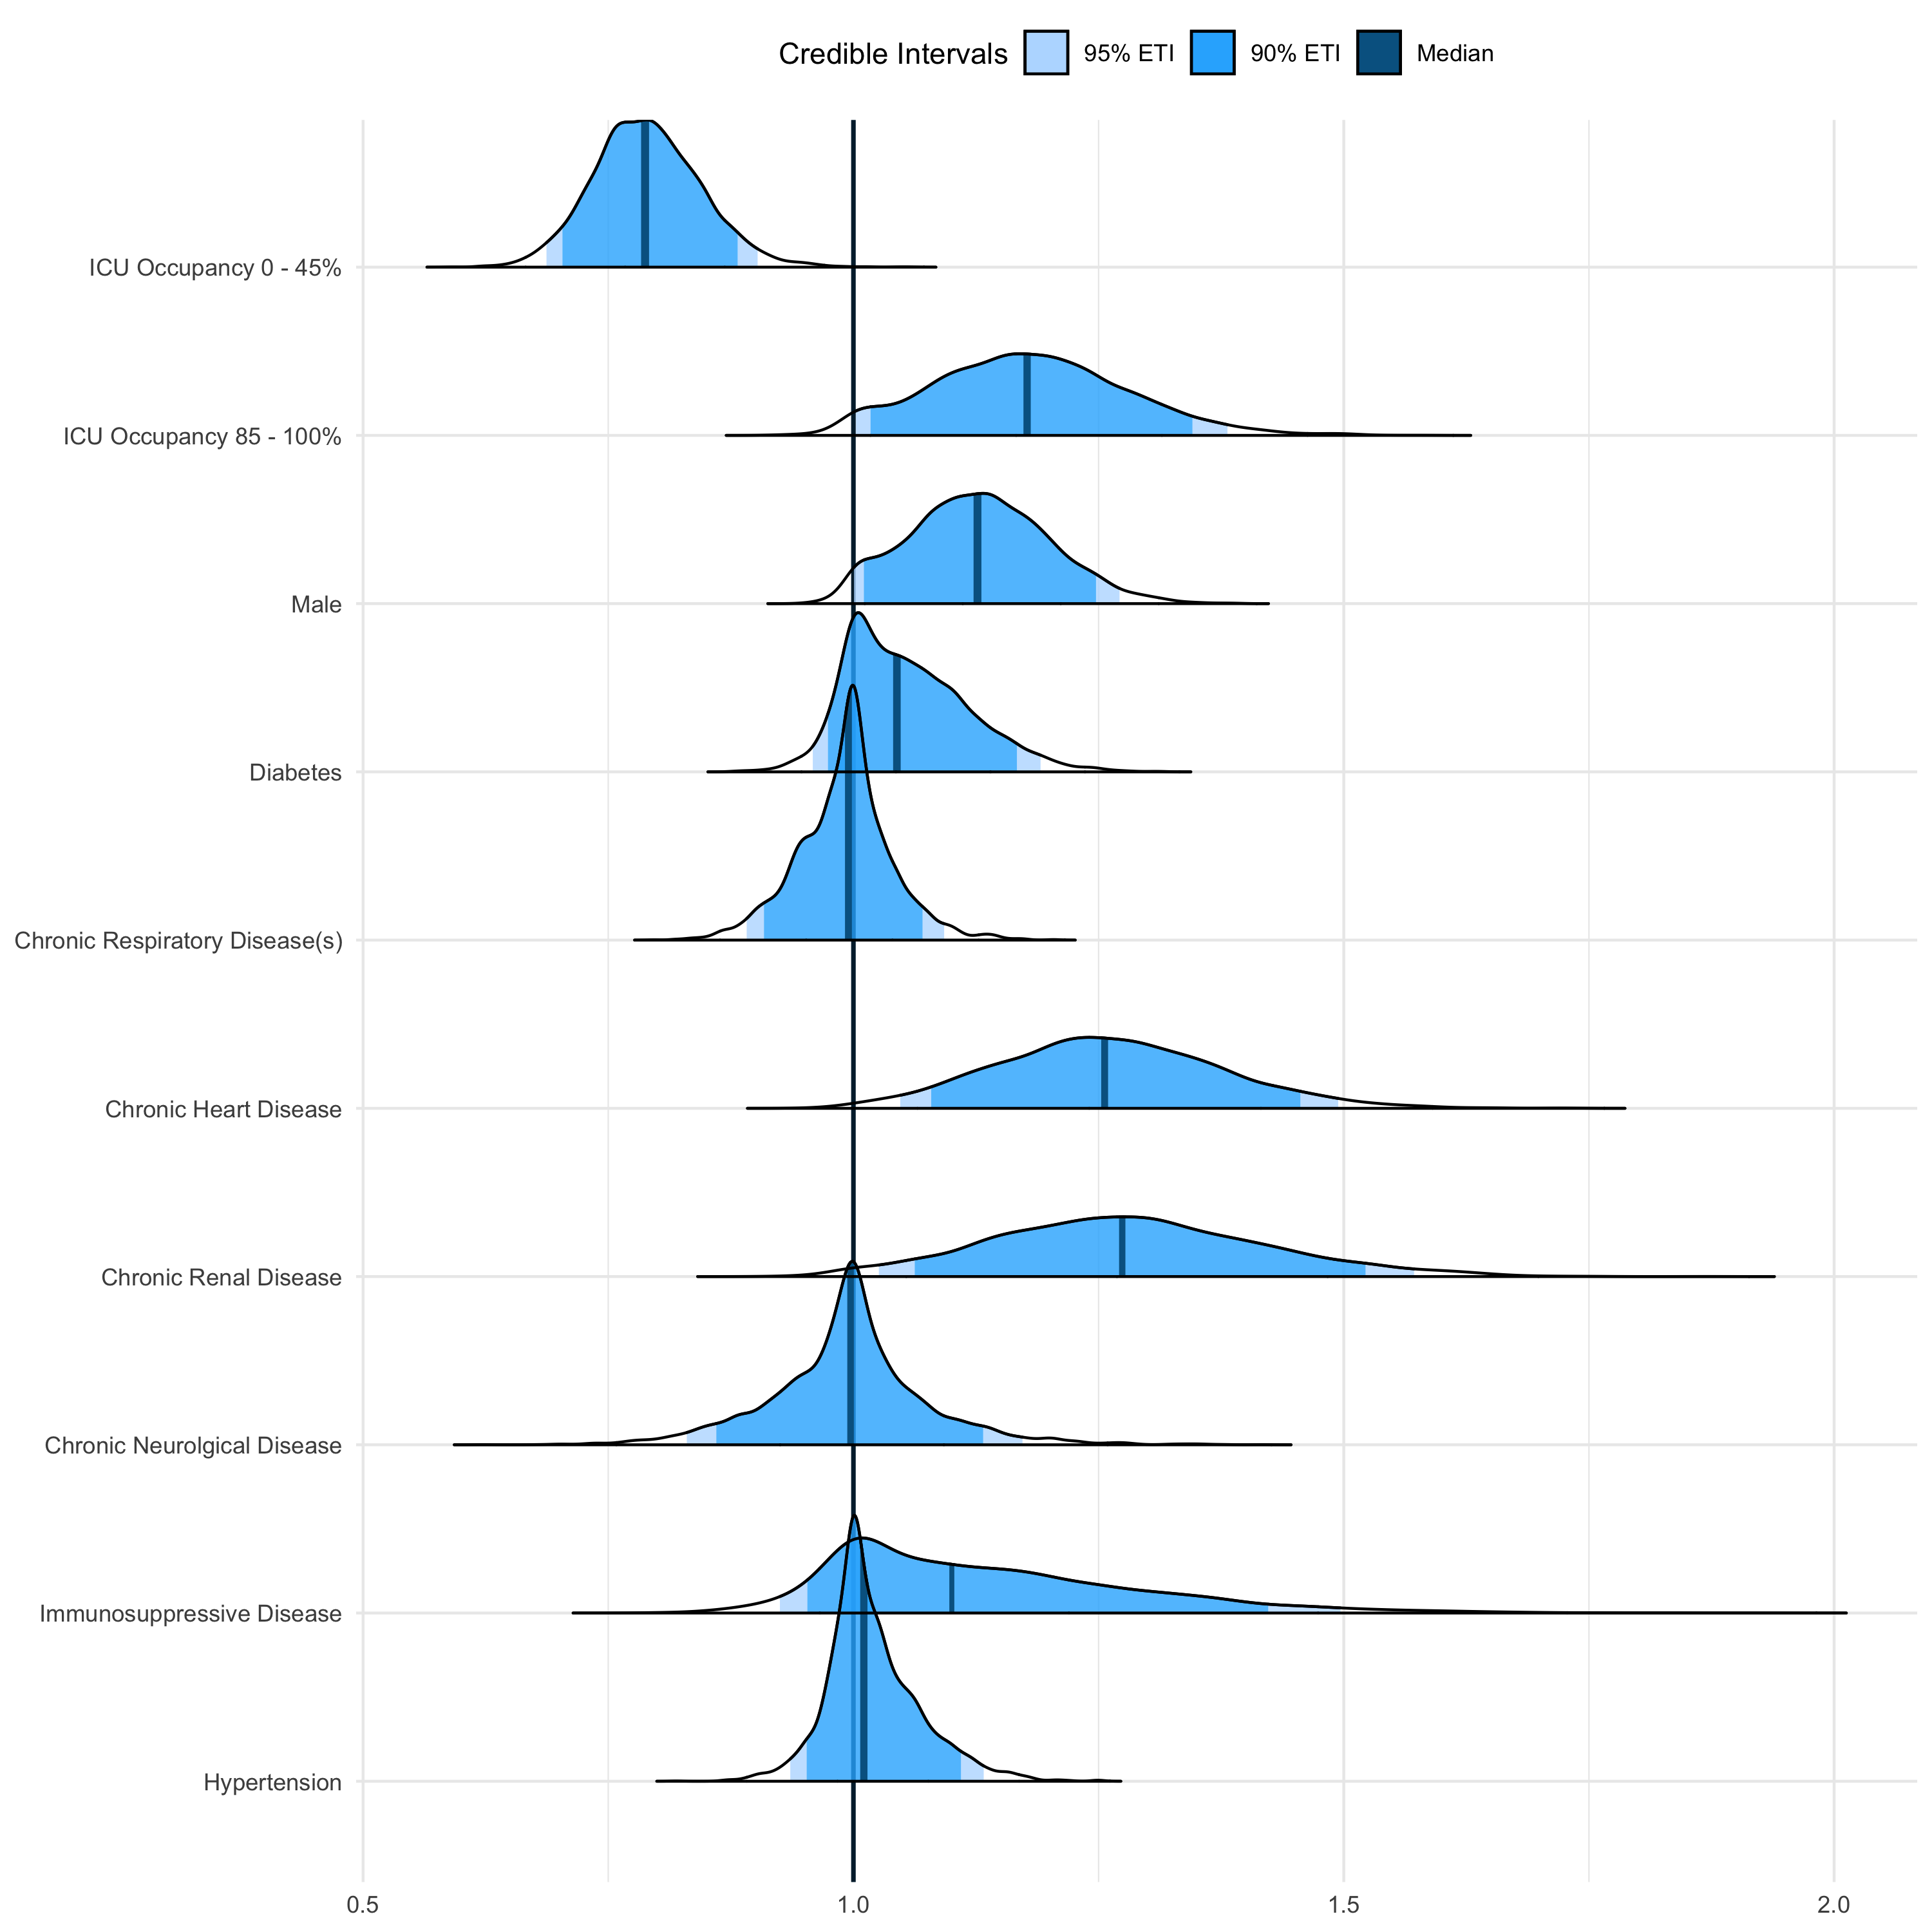 Credible Intervals 95% ETI 90% ETI Median
ICU Occupancy 0 - 45%
ICU Occupancy 85 - 100%
Male
Diabetes
Chronic Respiratory Disease(s)
Chronic Heart Disease
Chronic Renal Disease
Chronic Neurolgical Disease
Immunosuppressive Disease
Hypertension
0.5 1.0 1.5 2.0